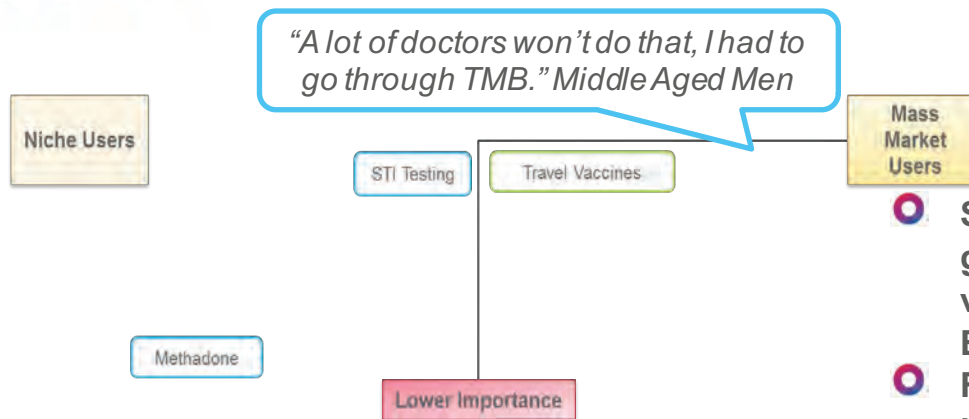 “A lot of doctors won’t do that, I had to
go through TMB.” Middle Aged Men
Niche Users
Mass
Market
Users
STI Testing
Travel Vaccines
Methadone
Lower Importance